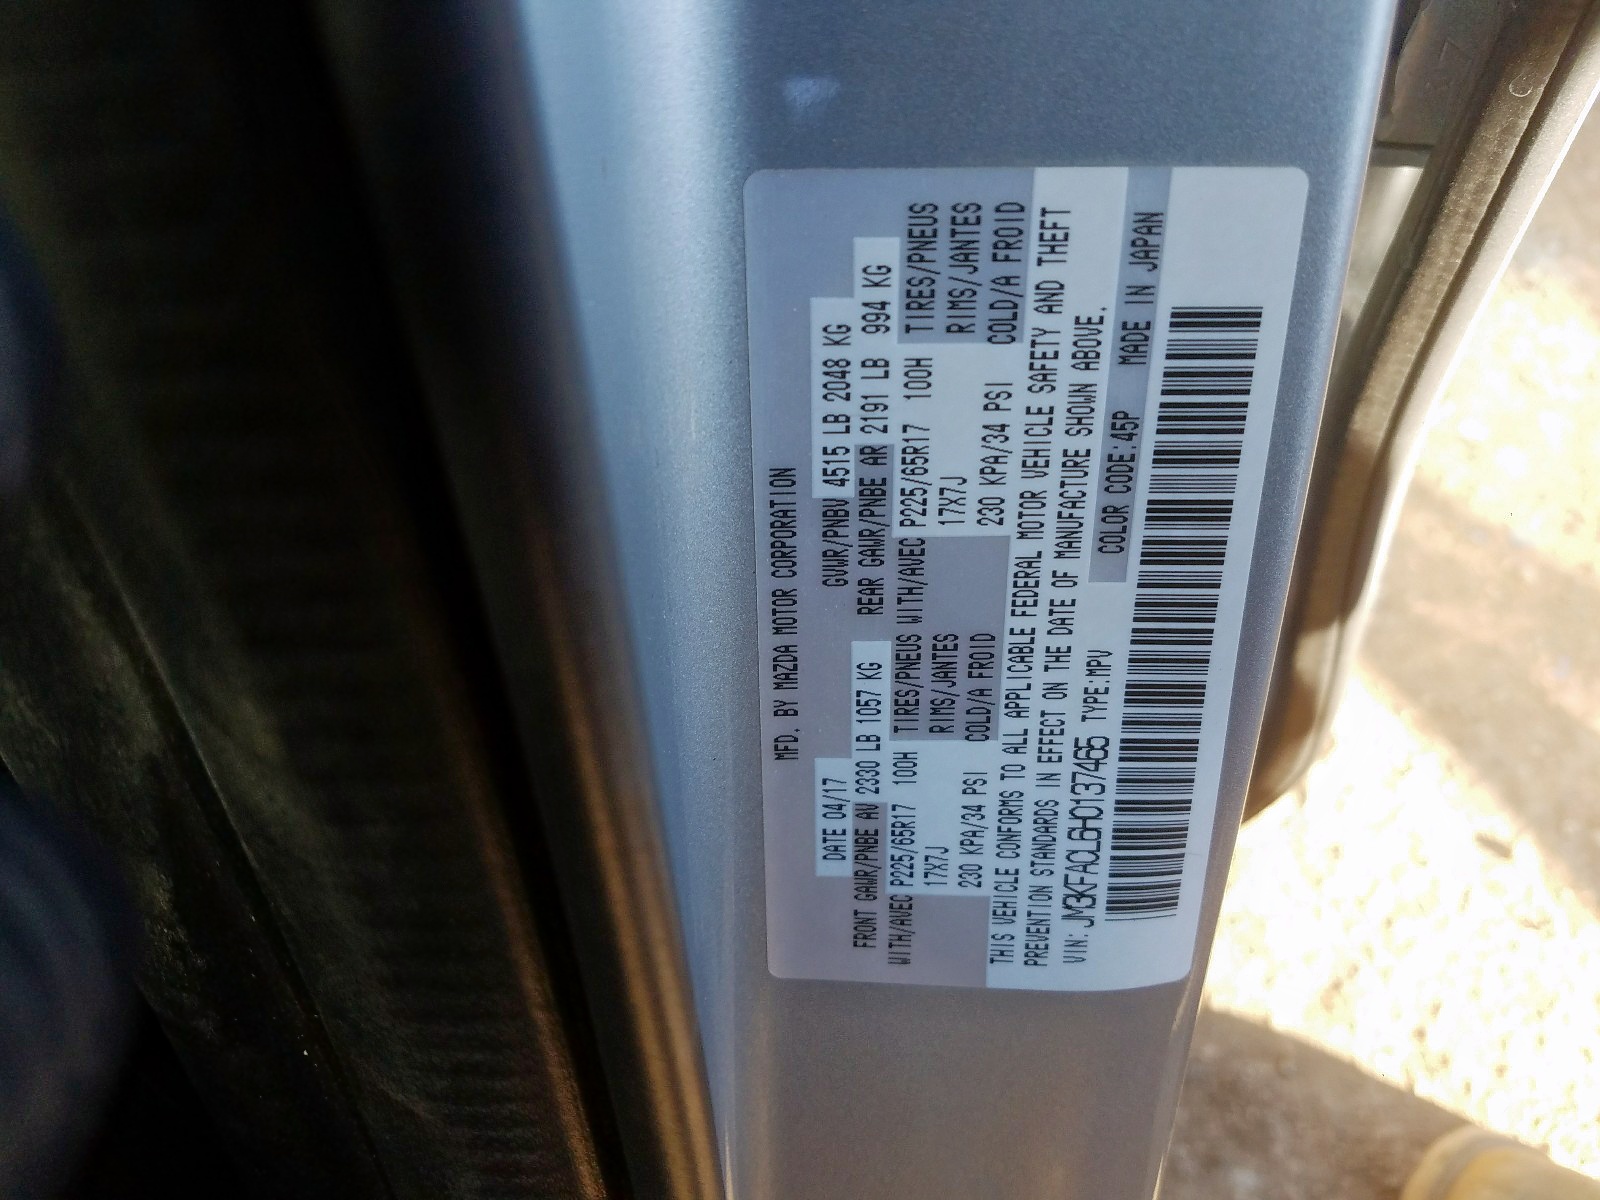 MFD. BY MAZDA MOTOR CORPORATION
DATE 04/17 GVWR/PNBV 4515 LB 2048 KG
FRONT GAWR/PNBE AV 2330 LB 1057 KG REAR GAWR/PNBE AR 2191 LB 994 KG
WITH/AVEC P225/65R17 100H TIRES/PNEUS WITH/AVEC P225/65R17 100H TIRES/PNEUS
17X7J RIMS/JANTES 17X7J RIMS/JANTES
230 KPA/34 PSI COLD/A FROID 230 KPA/34 PSI COLD/A FROID
THIS VEHICLE CONFORMS TO ALL APPLICABLE FEDERAL MOTOR VEHICLE SAFETY AND THEFT
PREVENTION STANDARDS IN EFFECT ON THE DATE OF MANUFACTURE SHOWN ABOVE.
VIN: JM3KFACL6H0137465 TYPE:MPV COLOR CODE:45P MADE IN JAPAN